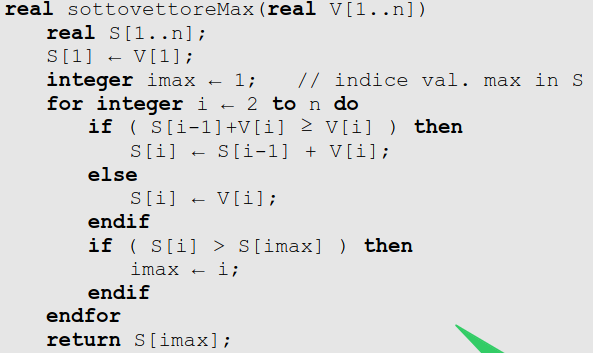 real sottovettoreMax(real V[1..n])
real S[1..n];
S[1] ← V[1];
integer imax ← 1; // indice val. max in S
for integer i ← 2 to n do
if ( S[i-1]+V[i] ≥ V[i] ) then
S[i] ← S[i-1] + V[i];
else
S[i] ← V[i];
endif
if ( S[i] > S[imax] ) then
imax ← i;
endif
endfor
return S[imax];